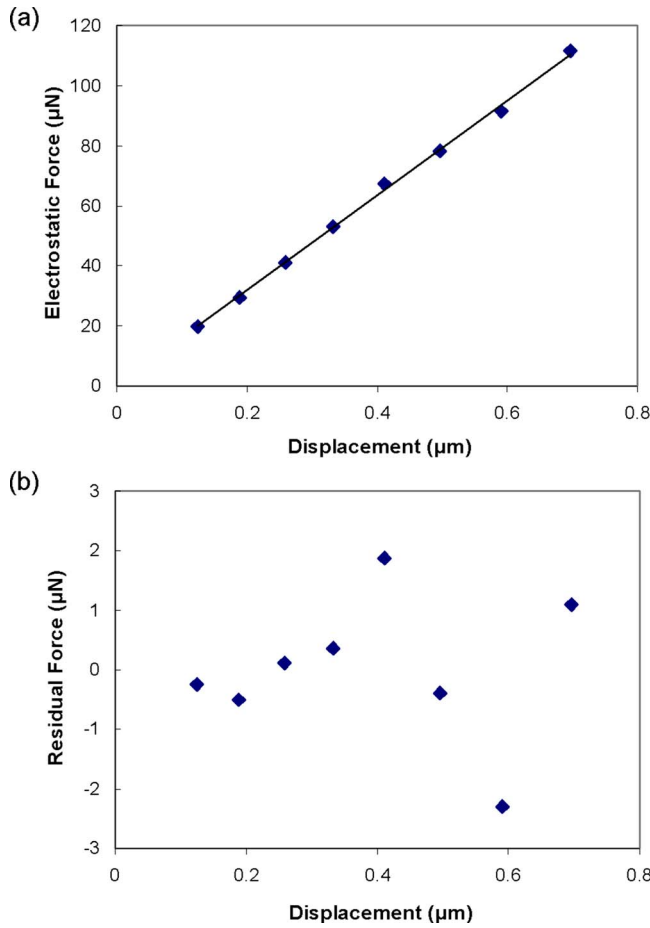 (a)
120
100
80
60
40
20
0
Electrostatic Force (µN)
0 0.2 0.4 0.6 0.8
Displacement (µm)
(b)
3
2
1
0
-1
-2
-3
Residual Force (µN)
0 0.2 0.4 0.6 0.8
Displacement (µm)